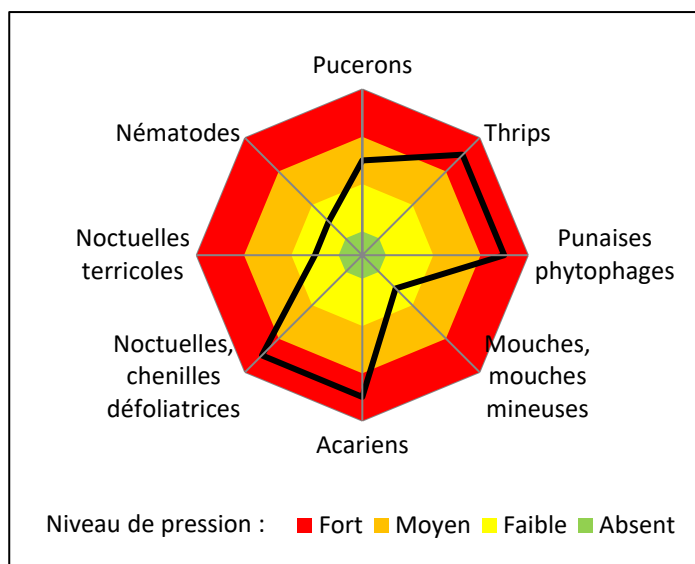 Pucerons
Nématodes
Thrips
Noctuelles
terricoles
Punaises
phytophages
Noctuelles,
chenilles
défoliatrices
Mouches,
mouches
mineuses
Acariens
Niveau de pression : Fort Moyen Faible Absent